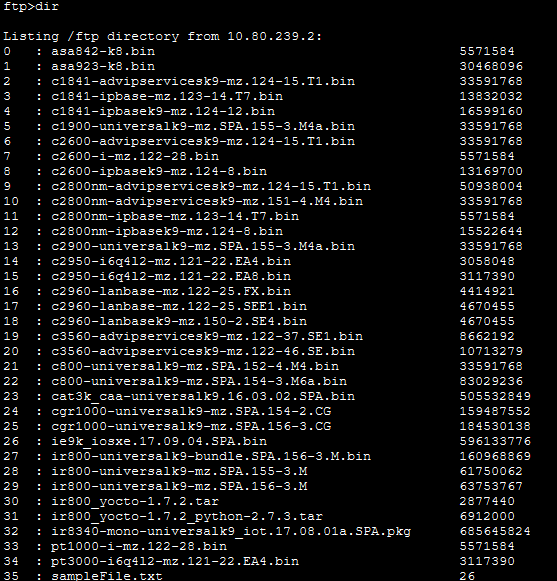 ftp>dir
Listing /ftp directory from 10.80.239.2:
0 : asa842-k8.bin 5571584
1 : asa923-k8.bin 30468096
2 : c1841-advipservicesk9-mz.124-15.T1.bin 33591768
3 : c1841-ipbase-mz.123-14.T7.bin 13832032
4 : c1841-ipbasek9-mz.124-12.bin 16599160
5 : c1900-universalk9-mz.SPA.155-3.M4a.bin 33591768
6 : c2600-advipservicesk9-mz.124-15.T1.bin 33591768
7 : c2600-i-mz.122-28.bin 5571584
8 : c2600-ipbasek9-mz.124-8.bin 13169700
9 : c2800nm-advipservicesk9-mz.124-15.T1.bin 50938004
10 : c2800nm-advipservicesk9-mz.151-4.M4.bin 33591768
11 : c2800nm-ipbase-mz.123-14.T7.bin 5571584
12 : c2800nm-ipbasek9-mz.124-8.bin 15522644
13 : c2900-universalk9-mz.SPA.155-3.M4a.bin 33591768
14 : c2950-i6q4l2-mz.121-22.EA4.bin 3058048
15 : c2950-i6q4l2-mz.121-22.EA8.bin 3117390
16 : c2960-lanbase-mz.122-25.FX.bin 4414921
17 : c2960-lanbase-mz.122-25.SEE1.bin 4670455
18 : c2960-lanbasek9-mz.150-2.SE4.bin 4670455
19 : c3560-advipservicesk9-mz.122-37.SE1.bin 8662192
20 : c3560-advipservicesk9-mz.122-46.SE.bin 10713279
21 : c800-universalk9-mz.SPA.152-4.M4.bin 33591768
22 : c800-universalk9-mz.SPA.154-3.M6a.bin 83029236
23 : cat3k_caa-universalk9.16.03.02.SPA.bin 505532849
24 : cgr1000-universalk9-mz.SPA.154-2.CG 159487552
25 : cgr1000-universalk9-mz.SPA.156-3.CG 184530138
26 : ie9k_iosxe.17.09.04.SPA.bin 596133776
27 : ir800-universalk9-bundle.SPA.156-3.M.bin 160968869
28 : ir800-universalk9-mz.SPA.155-3.M 61750062
29 : ir800-universalk9-mz.SPA.156-3.M 63753767
30 : ir800_yocto-1.7.2.tar 2877440
31 : ir800_yocto-1.7.2_python-2.7.3.tar 6912000
32 : ir8340-mono-universalk9_iot.17.08.01a.SPA.pkg 685645824
33 : pt1000-i-mz.122-28.bin 5571584
34 : pt3000-i6q4l2-mz.121-22.EA4.bin 3117390
35 : sampleFile.txt 26